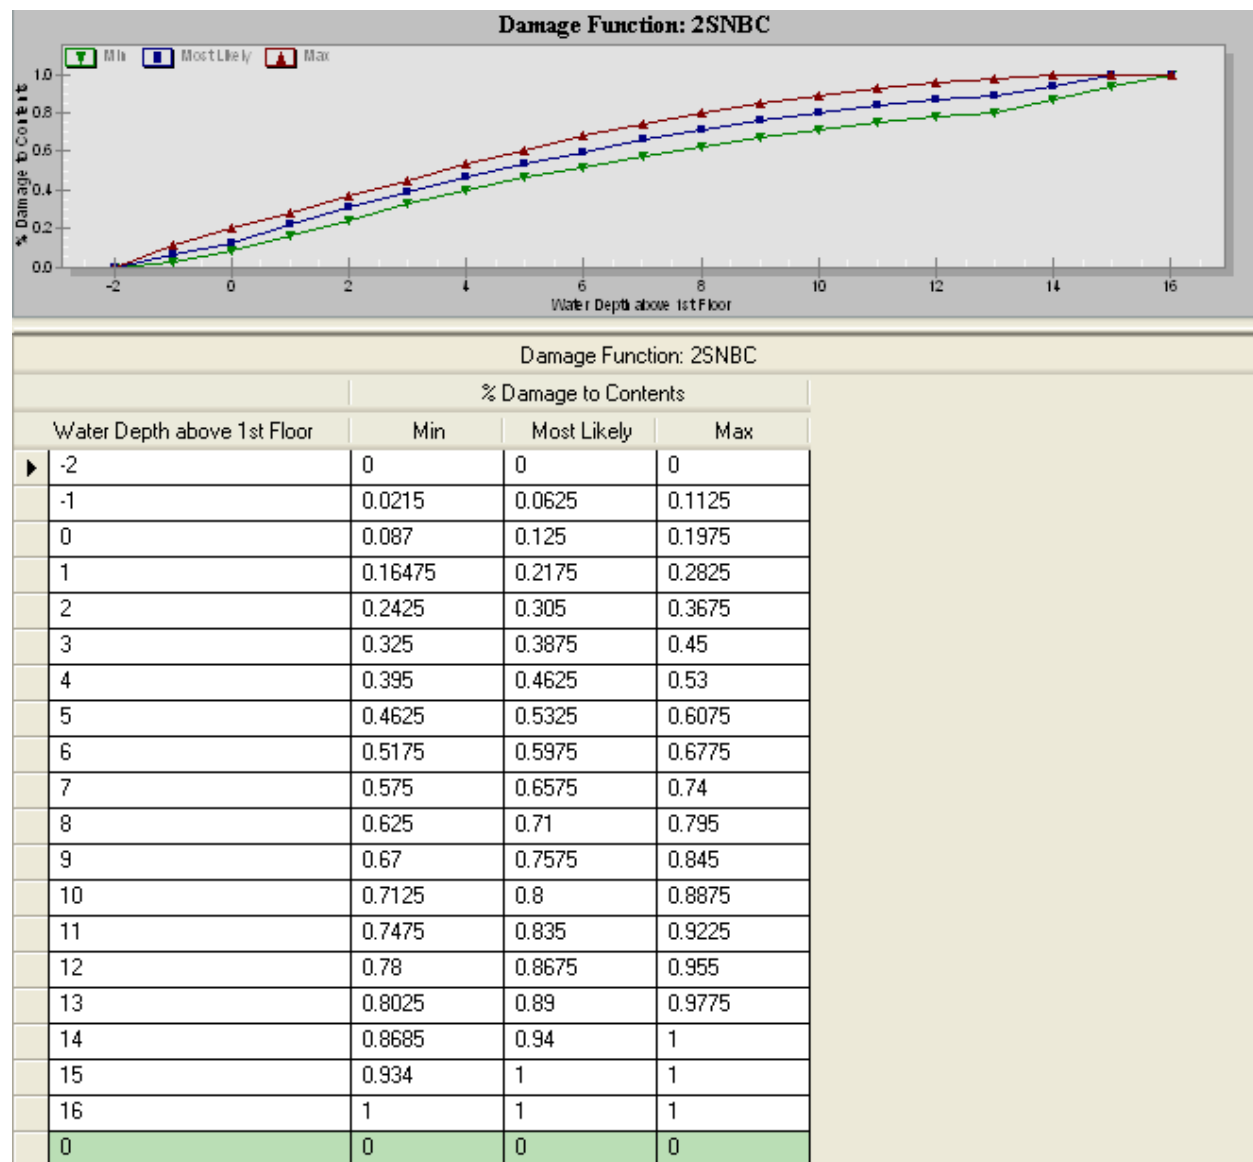 Damage Function: 2SNBC
Min Most Likely Max
1.0
0.8
0.6
0.4
0.2
0.0
% Damage to Contents
-2 0 2 4 6 8 10 12 14 16
Water Depth above 1st Floor
Damage Function: 2SNBC
% Damage to Contents
Water Depth above 1st Floor Min Most Likely Max
-2 0 0 0
-1 0.0215 0.0625 0.1125
0 0.087 0.125 0.1975
1 0.16475 0.2175 0.2825
2 0.2425 0.305 0.3675
3 0.325 0.3875 0.45
4 0.395 0.4625 0.53
5 0.4625 0.5325 0.6075
6 0.5175 0.5975 0.6775
7 0.575 0.6575 0.74
8 0.625 0.71 0.795
9 0.67 0.7575 0.845
10 0.7125 0.8 0.8875
11 0.7475 0.835 0.9225
12 0.78 0.8675 0.955
13 0.8025 0.89 0.9775
14 0.8685 0.94 1
15 0.934 1 1
16 1 1 1
0 0 0 0